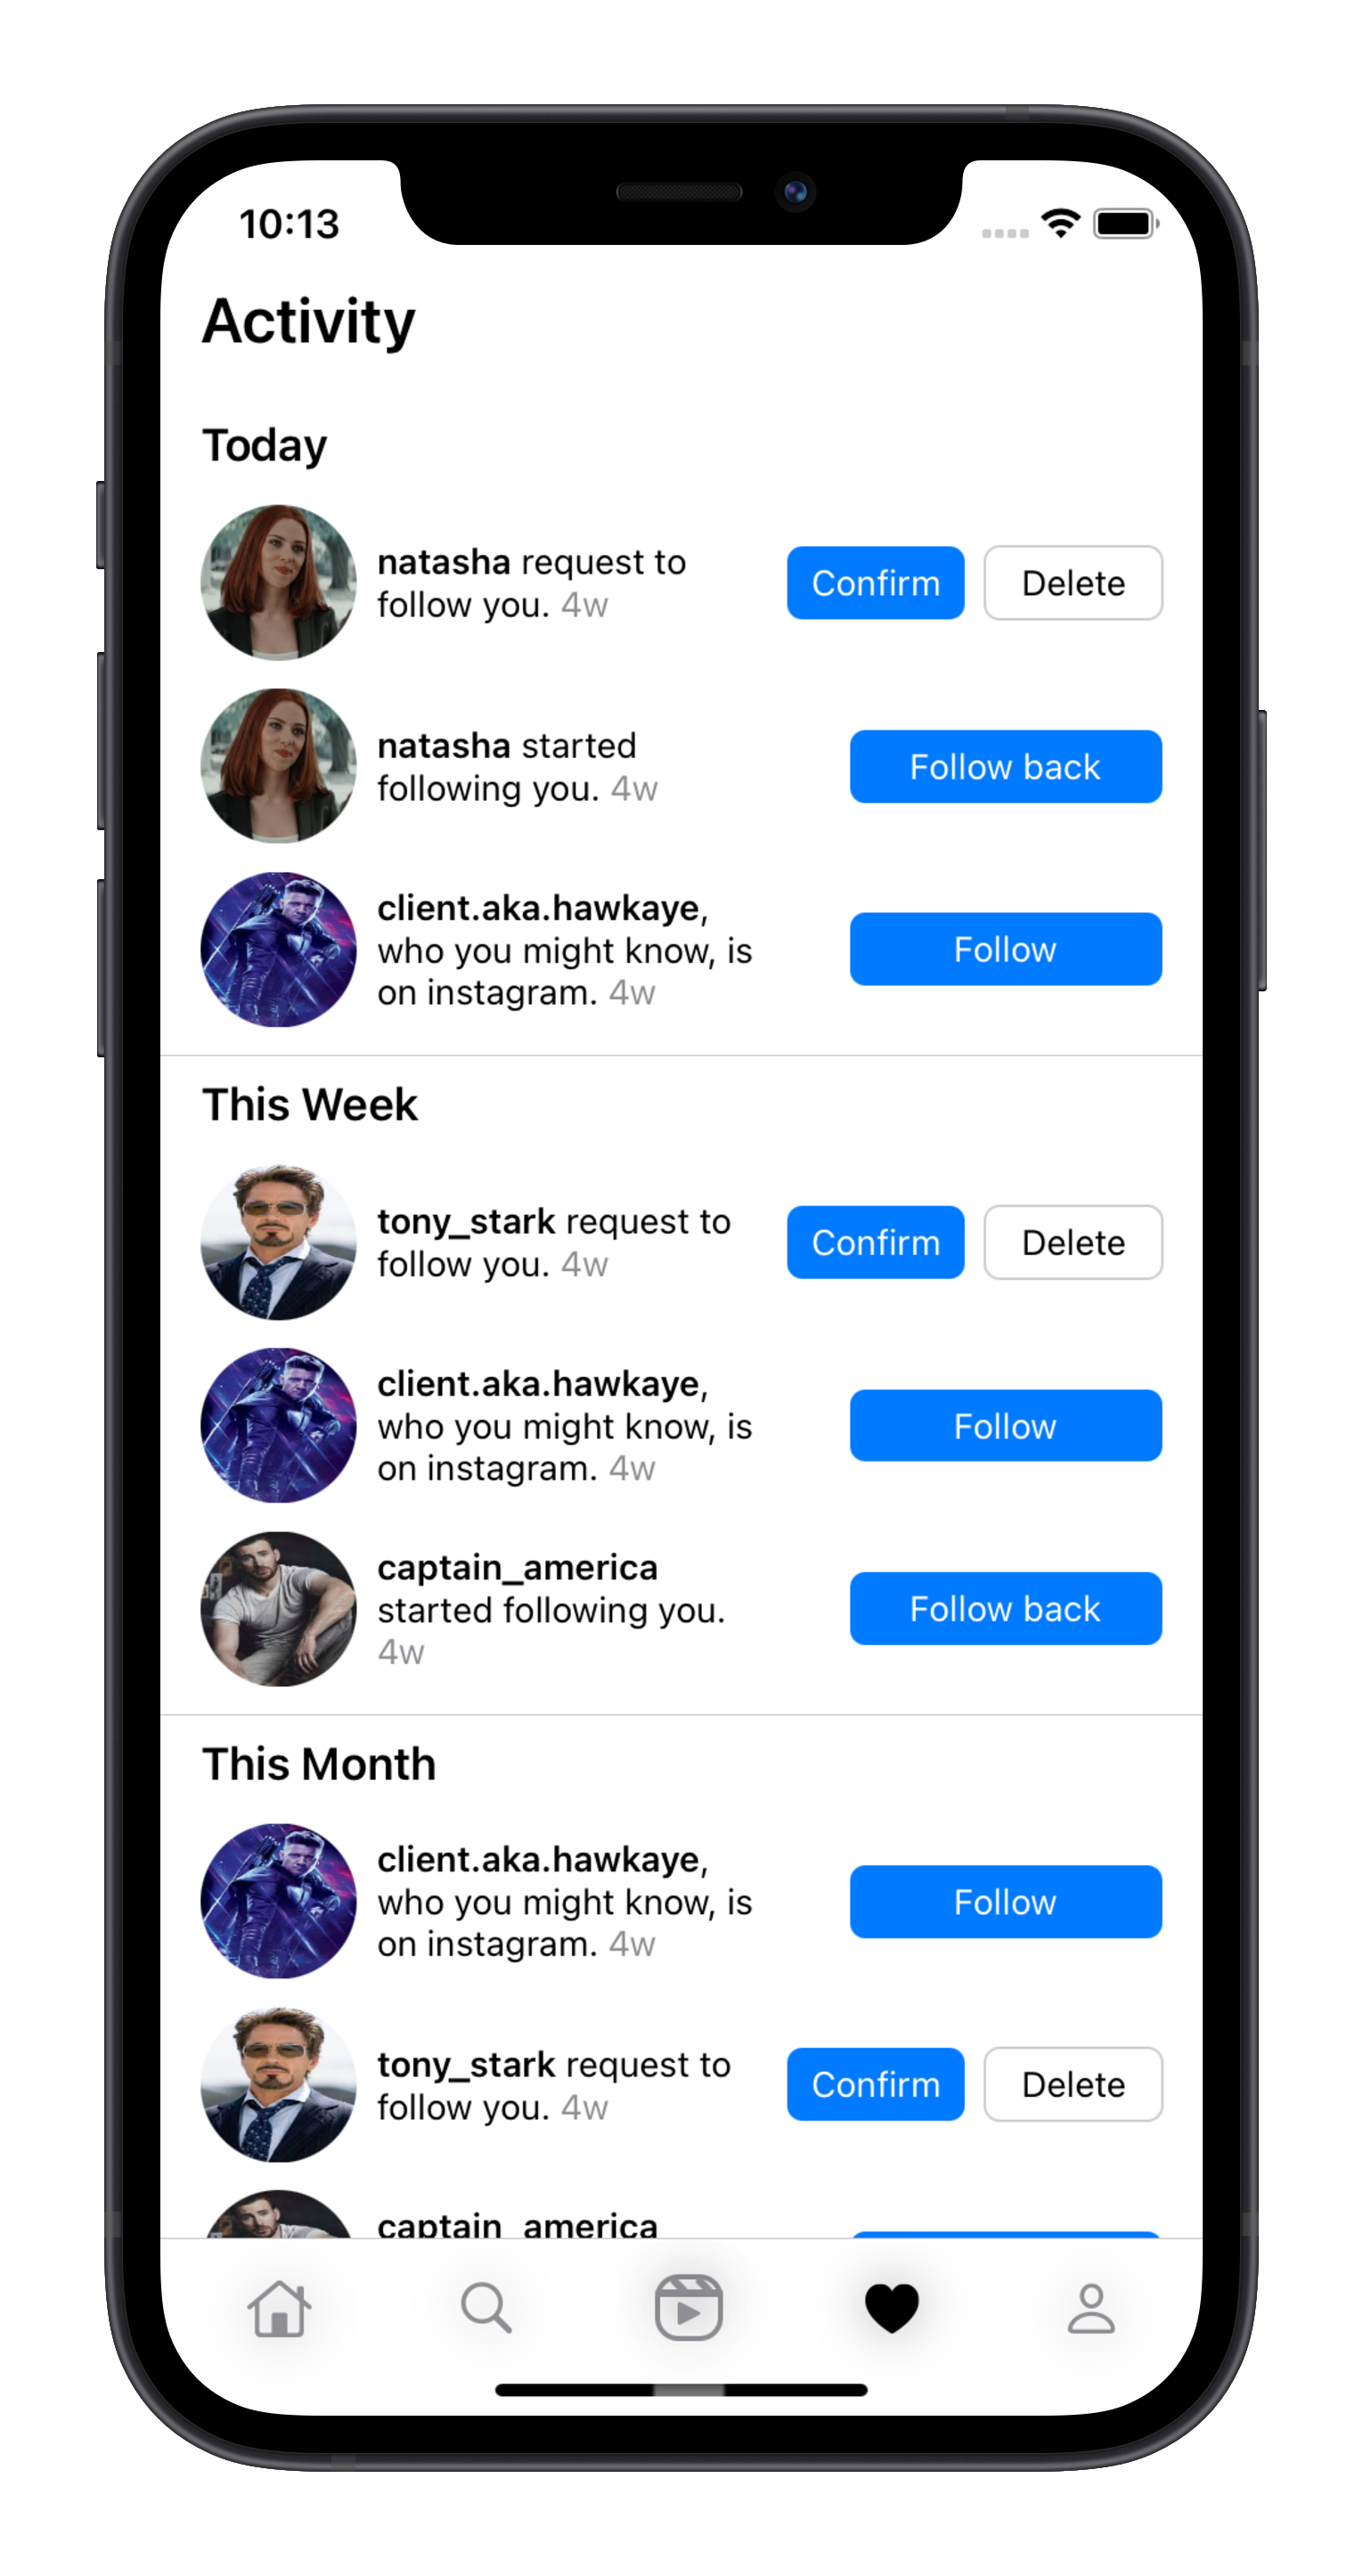 10:13
Activity
Today
natasha request to
follow you. 4w
Confirm
Delete
natasha started
following you. 4w
Follow back
client.aka.hawkaye,
who you might know, is
on instagram. 4w
Follow
This Week
tony_stark request to
follow you. 4w
Confirm
Delete
client.aka.hawkaye,
who you might know, is
on instagram. 4w
Follow
captain_america
started following you.
4w
Follow back
This Month
client.aka.hawkaye,
who you might know, is
on instagram. 4w
Follow
tony_stark request to
follow you. 4w
Confirm
Delete
captain_america